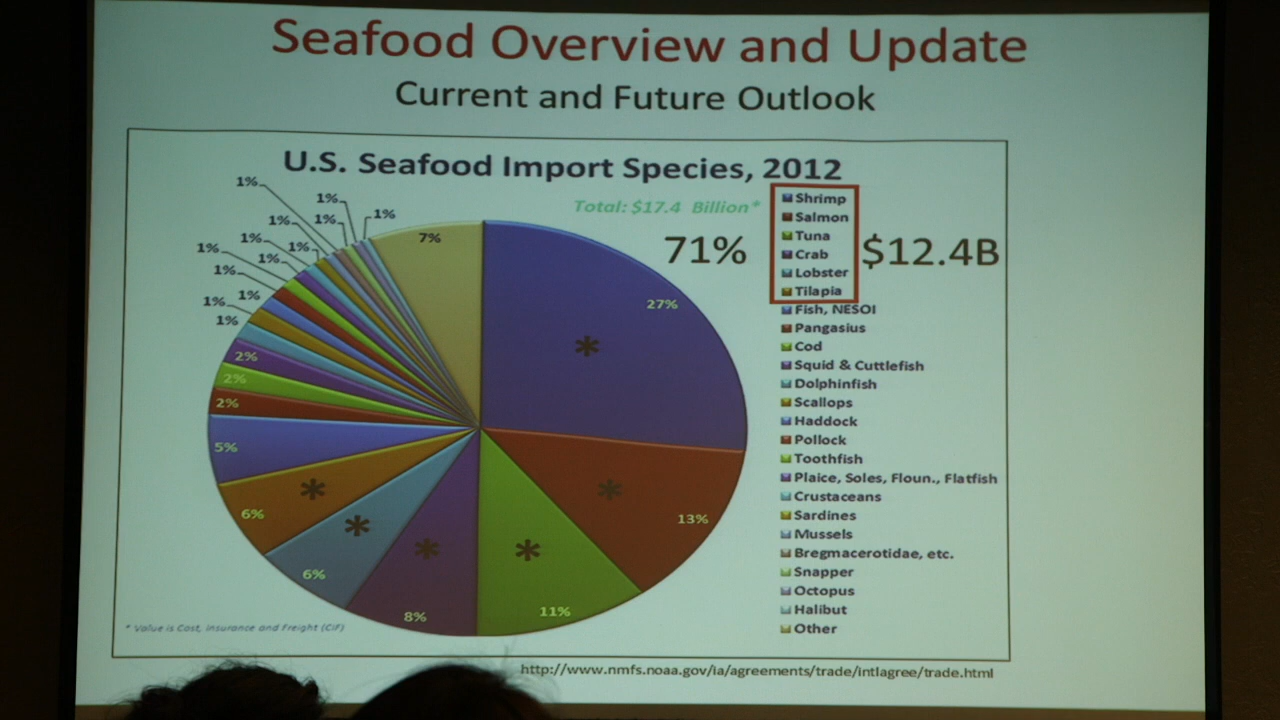 Seafood Overview and Update
Current and Future Outlook
U.S. Seafood Import Species, 2012
Total: $17.4 Billion*
71%
$12.4B
Shrimp
Salmon
Tuna
Crab
Lobster
Tilapia
Fish, NESOI
Pangasius
Cod
Squid & Cuttlefish
Dolphinfish
Scallops
Haddock
Pollock
Toothfish
Plaice, Soles, Floun., Flatfish
Crustaceans
Sardines
Mussels
Bregmacerotidae, etc.
Snapper
Octopus
Halibut
Other
27%
*
13%
*
11%
*
8%
*
6%
*
6%
*
5%
2%
2%
2%
1%
1%
1%
1%
1%
1%
1%
1%
1%
1%
1%
1%
1%
7%
* Value is Cost, Insurance and Freight (CIF)
http://www.nmfs.noaa.gov/ia/agreements/trade/intlagree/trade.html